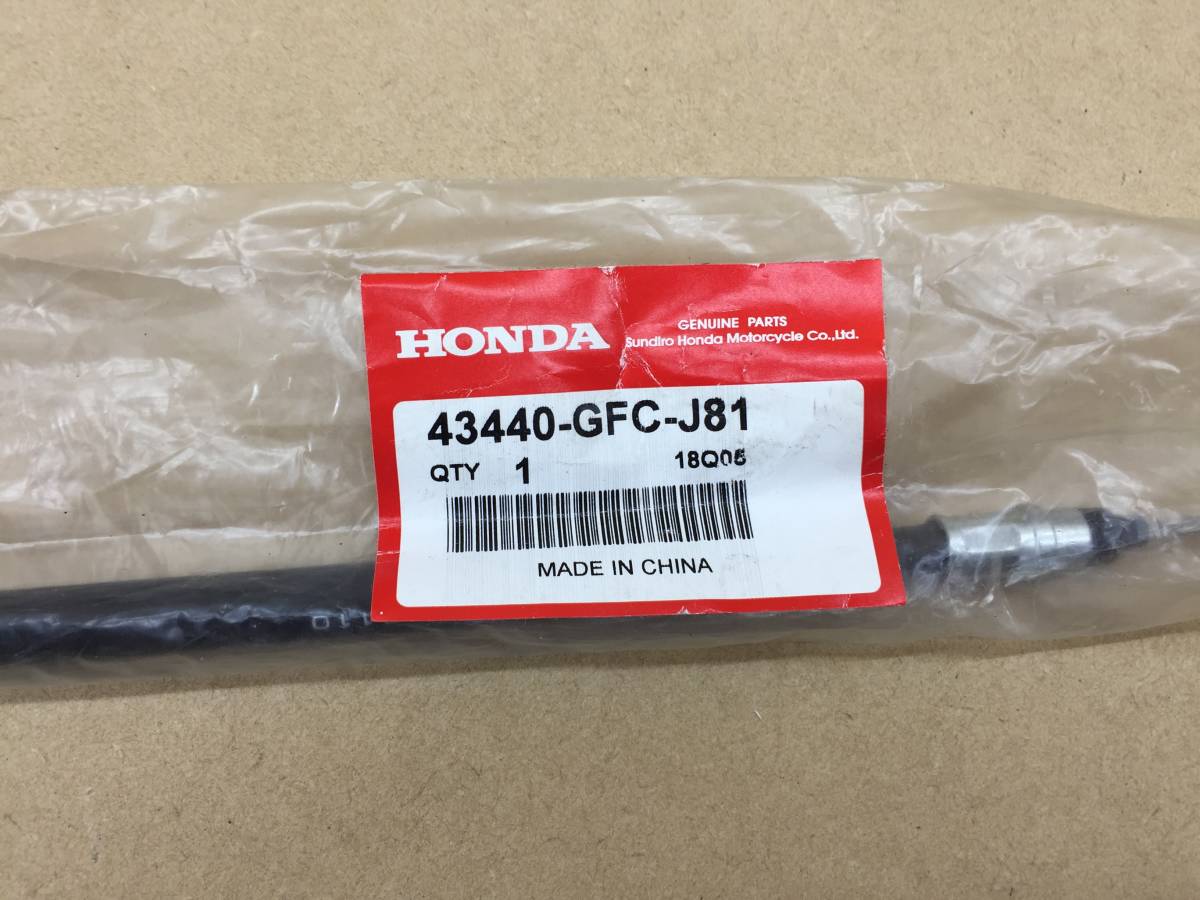 HONDA
GENUINE PARTS
Sundiro Honda Motorcycle Co.,Ltd.
43440-GFC-J81
QTY 1 18Q05
MADE IN CHINA